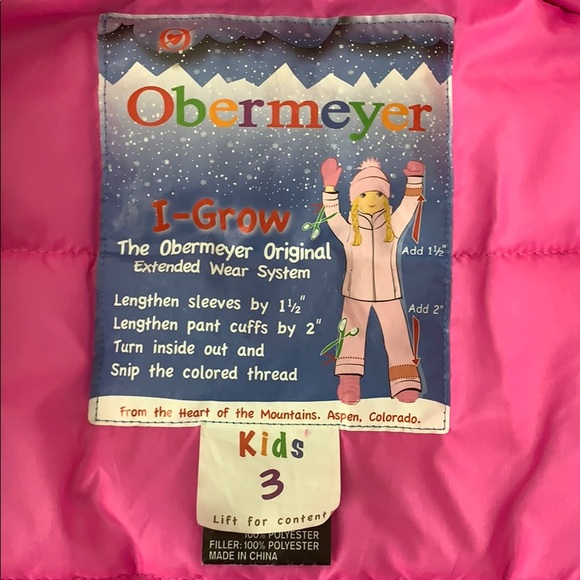 Obermeyer
I-Grow
The Obermeyer Original
Extended Wear System
Add 1½"
Lengthen sleeves by 1½"
Lengthen pant cuffs by 2"
Add 2"
Turn inside out and
Snip the colored thread
From the Heart of the Mountains. Aspen, Colorado.
Kids
3
Lift for content
100% POLYESTER
FILLER: 100% POLYESTER
MADE IN CHINA